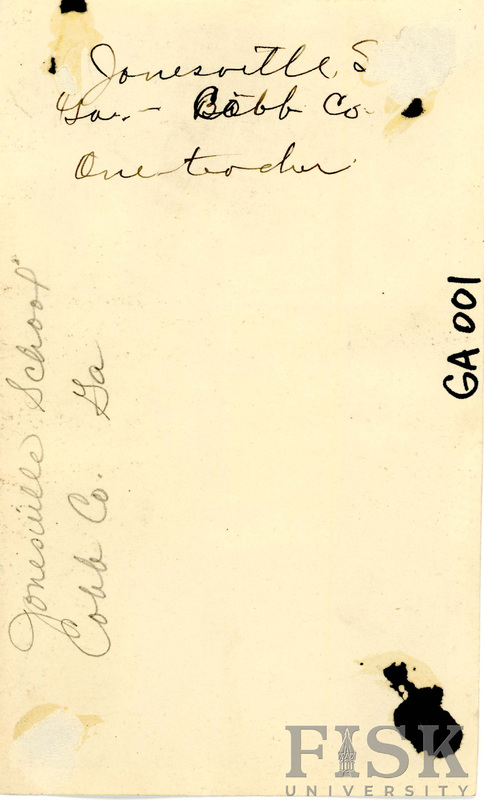 Jonesville, S
Ga. - Cobb Co.
One-teacher
Jonesville School
Cobb Co. Ga
GA 001
FISK
UNIVERSITY